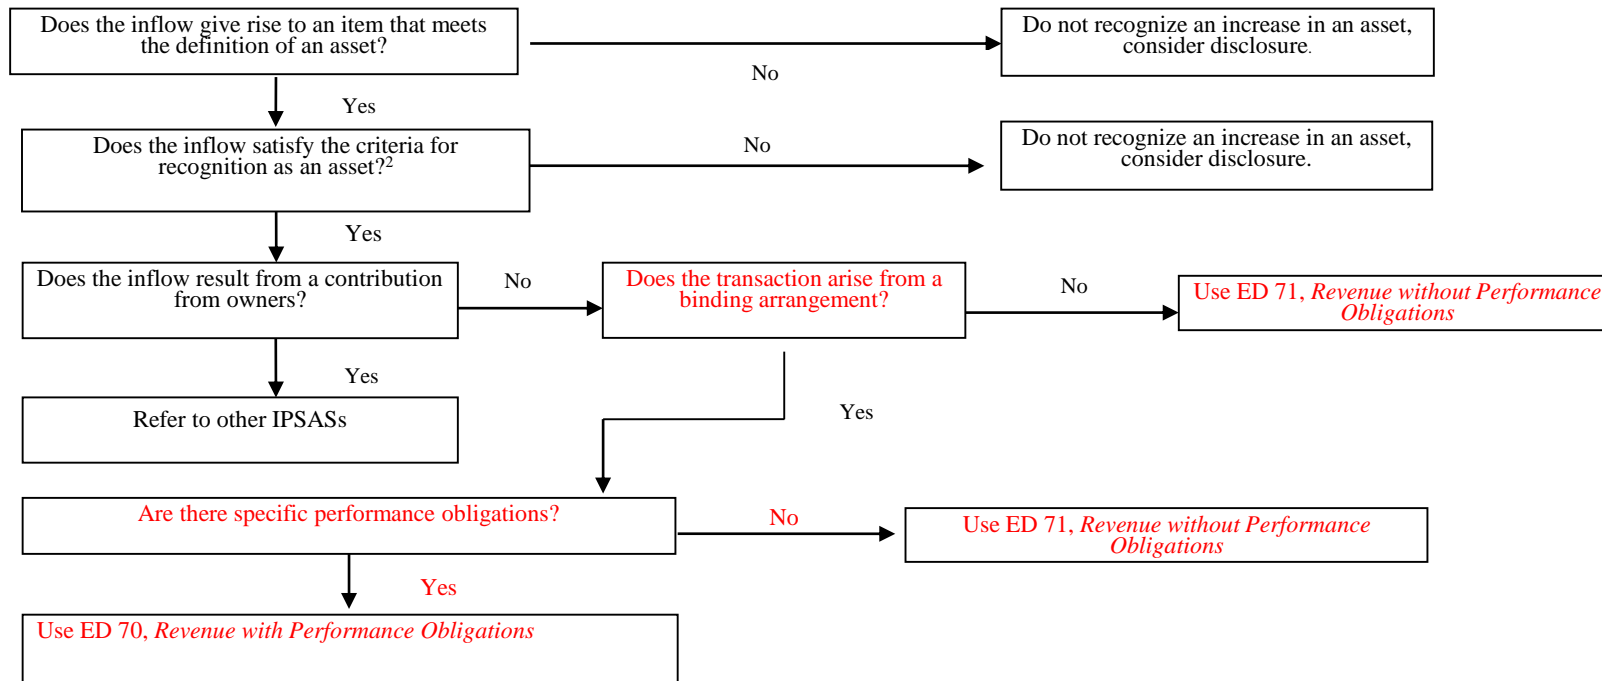 Does the inflow give rise to an item that meets
the definition of an asset?
No
Do not recognize an increase in an asset,
consider disclosure.
Yes
Does the inflow satisfy the criteria for
recognition as an asset?²
No
Do not recognize an increase in an asset,
consider disclosure.
Yes
Does the inflow result from a contribution
from owners?
No
Does the transaction arise from a
binding arrangement?
No
Use ED 71, Revenue without Performance
Obligations
Yes
Refer to other IPSASs
Yes
Are there specific performance obligations?
No
Use ED 71, Revenue without Performance
Obligations
Yes
Use ED 70, Revenue with Performance Obligations